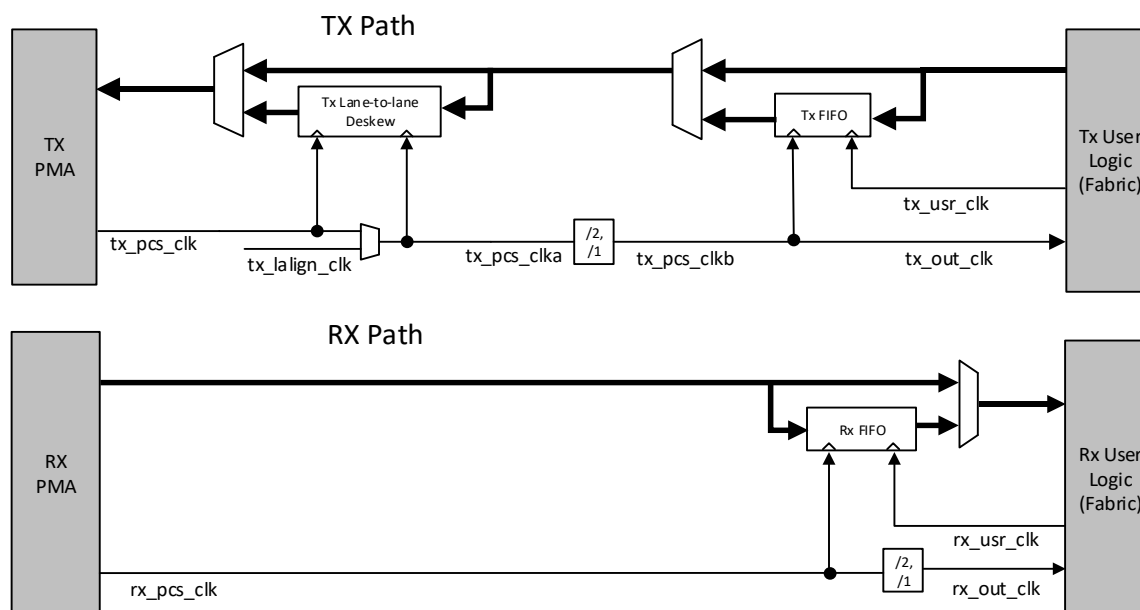 TX Path
TX
PMA
Tx Lane-to-lane
Deskew
Tx FIFO
Tx User
Logic
(Fabric)
tx_usr_clk
tx_pcs_clk
tx_lalign_clk
tx_pcs_clka
/2,
/1
tx_pcs_clkb
tx_out_clk
RX Path
RX
PMA
Rx FIFO
Rx User
Logic
(Fabric)
rx_usr_clk
rx_pcs_clk
/2,
/1
rx_out_clk